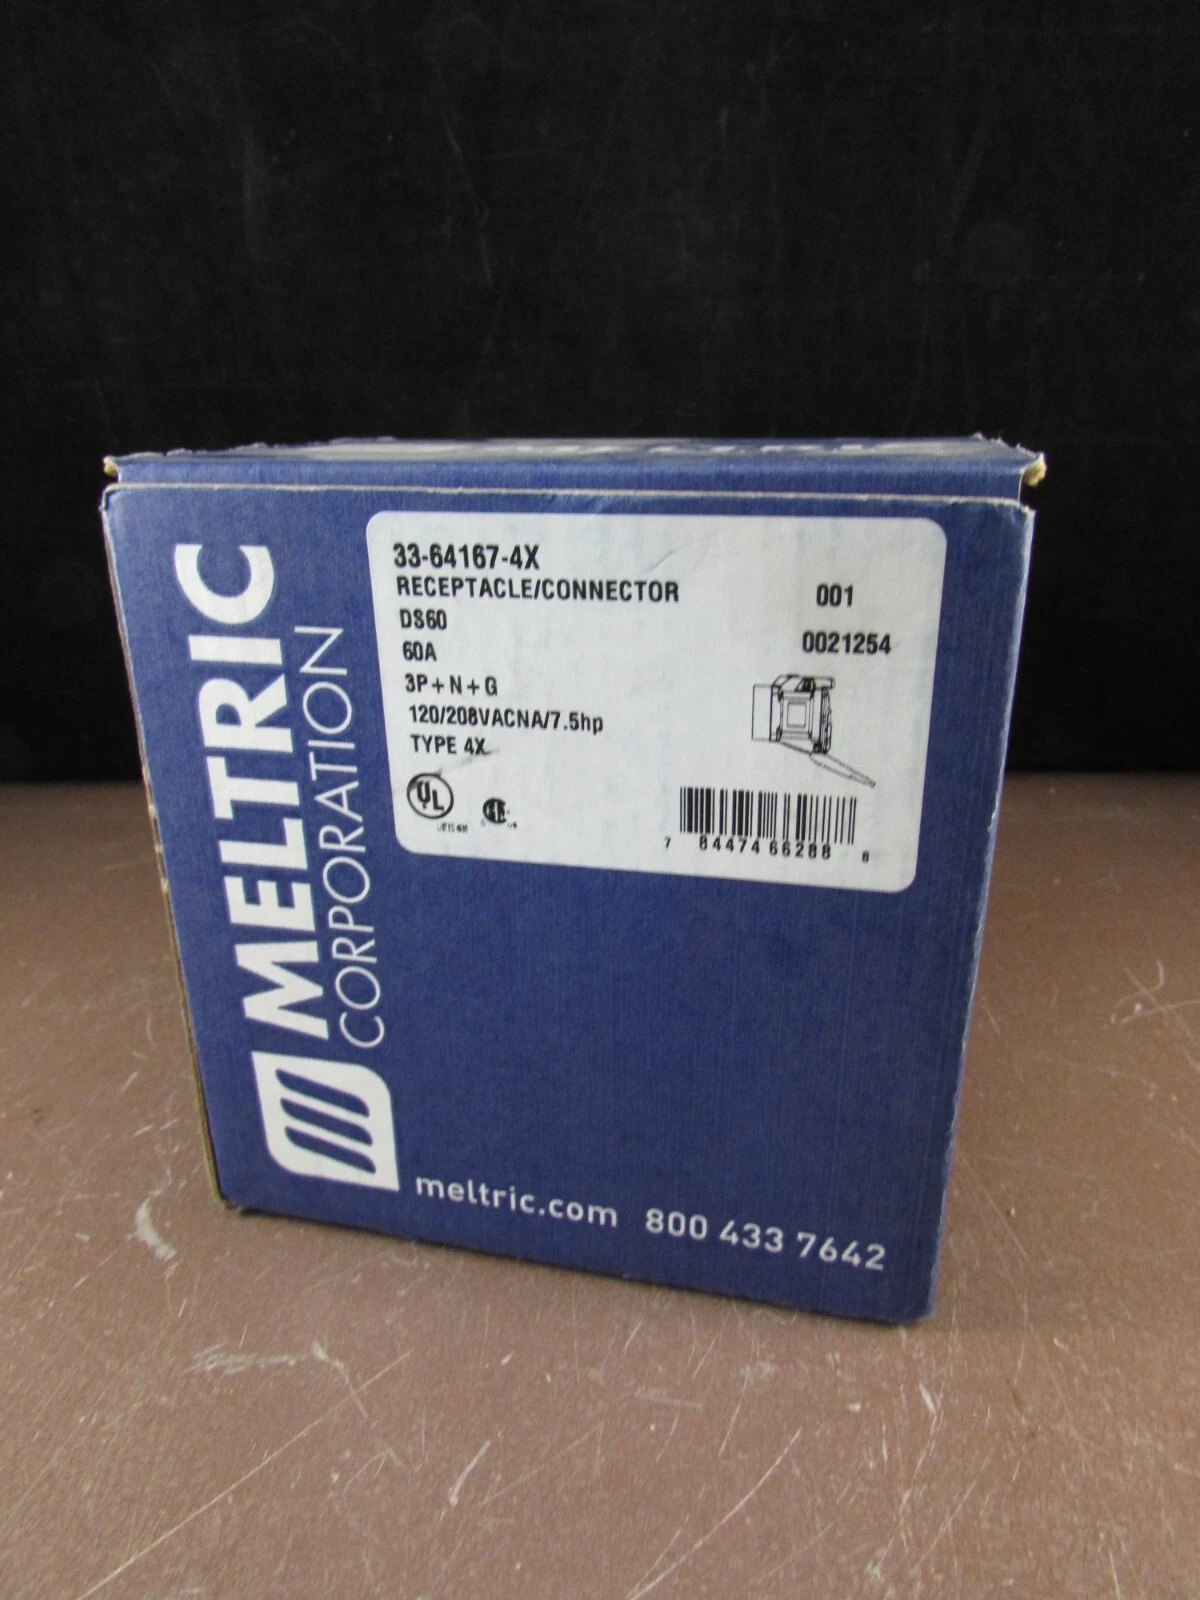 MELTRIC
CORPORATION
33-64167-4X
RECEPTACLE/CONNECTOR
DS60
60A
3P+N+G
120/208VACNA/7.5hp
TYPE 4X
001
0021254
UL
7 84474 66288 8
meltric.com 800 433 7642